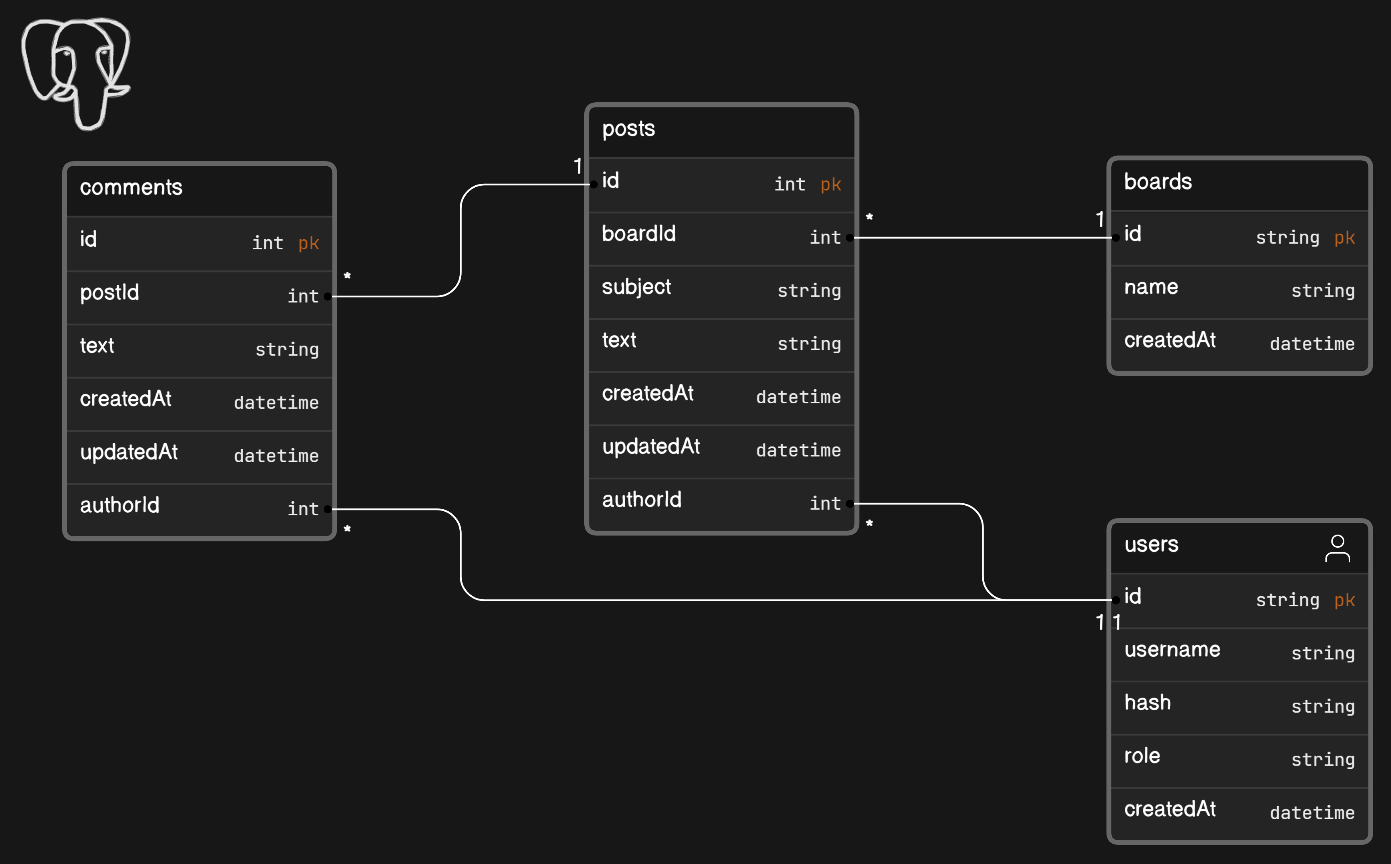 comments
id int pk
postId int
text string
createdAt datetime
updatedAt datetime
authorId int
*
*
posts
1
id int pk
boardId int
subject string
text string
createdAt datetime
updatedAt datetime
authorId int
*
*
boards
1
id string pk
name string
createdAt datetime
users
id string pk
1 1
username string
hash string
role string
createdAt datetime